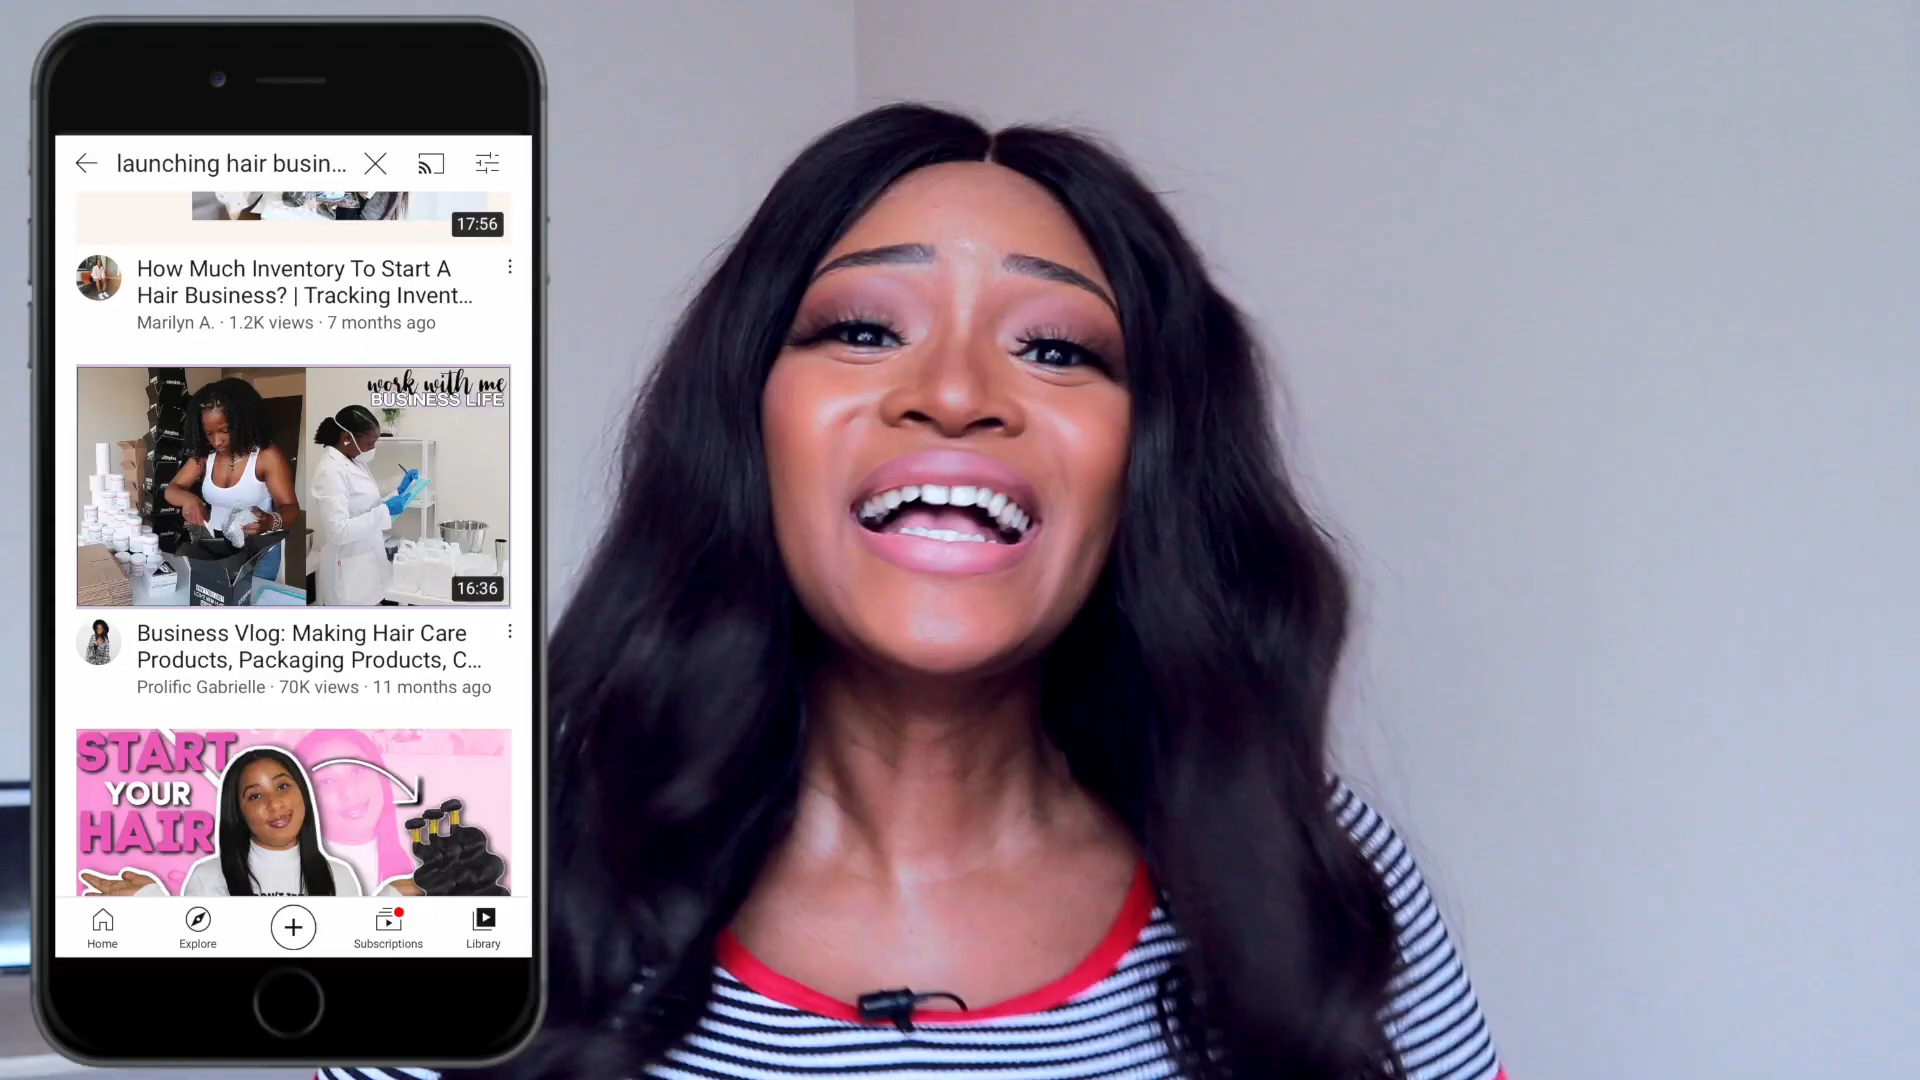 launching hair busin...
17:56
How Much Inventory To Start A
Hair Business? | Tracking Invent...
Marilyn A. · 1.2K views · 7 months ago
work with me
BUSINESS LIFE
16:36
Business Vlog: Making Hair Care
Products, Packaging Products, C...
Prolific Gabrielle · 70K views · 11 months ago
START
YOUR
HAIR
Home
Explore
Subscriptions
Library